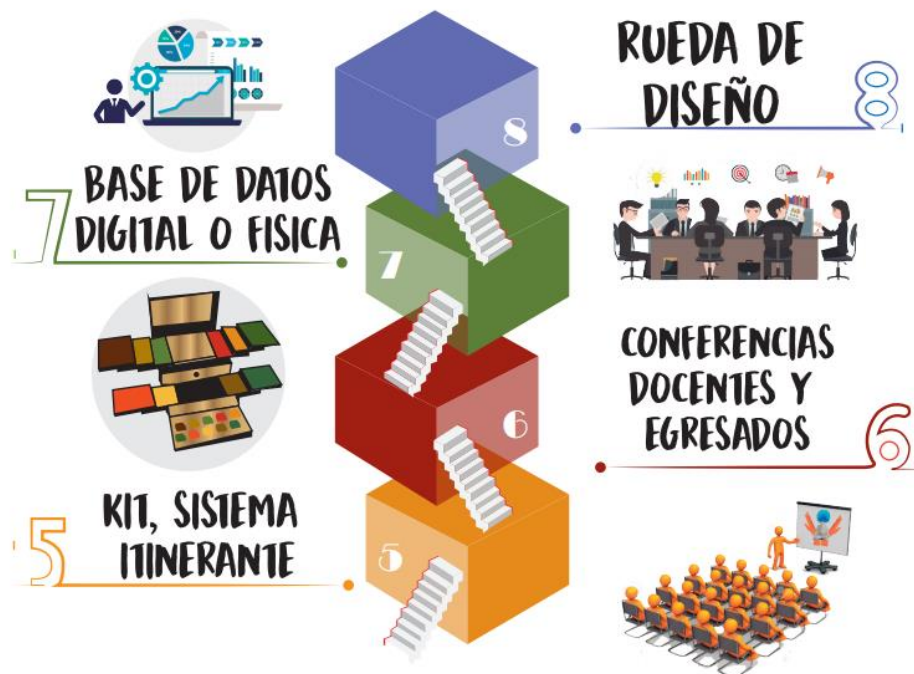 RUEDA DE
DISEÑO
8
8
BASE DE DATOS
DIGITAL O FISICA
7
7
CONFERENCIAS
DOCENTES Y
EGRESADOS
6
6
KIT, SISTEMA
ITINERANTE
5
5